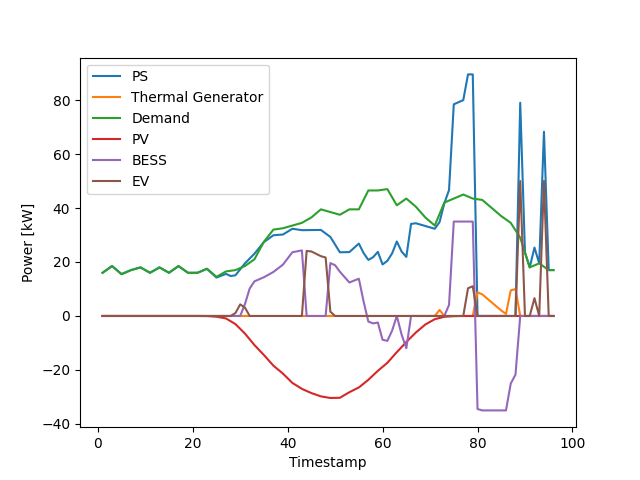 PS
Thermal Generator
Demand
PV
BESS
EV
80
60
40
20
0
−20
−40
Power [kW]
0 20 40 60 80 100
Timestamp